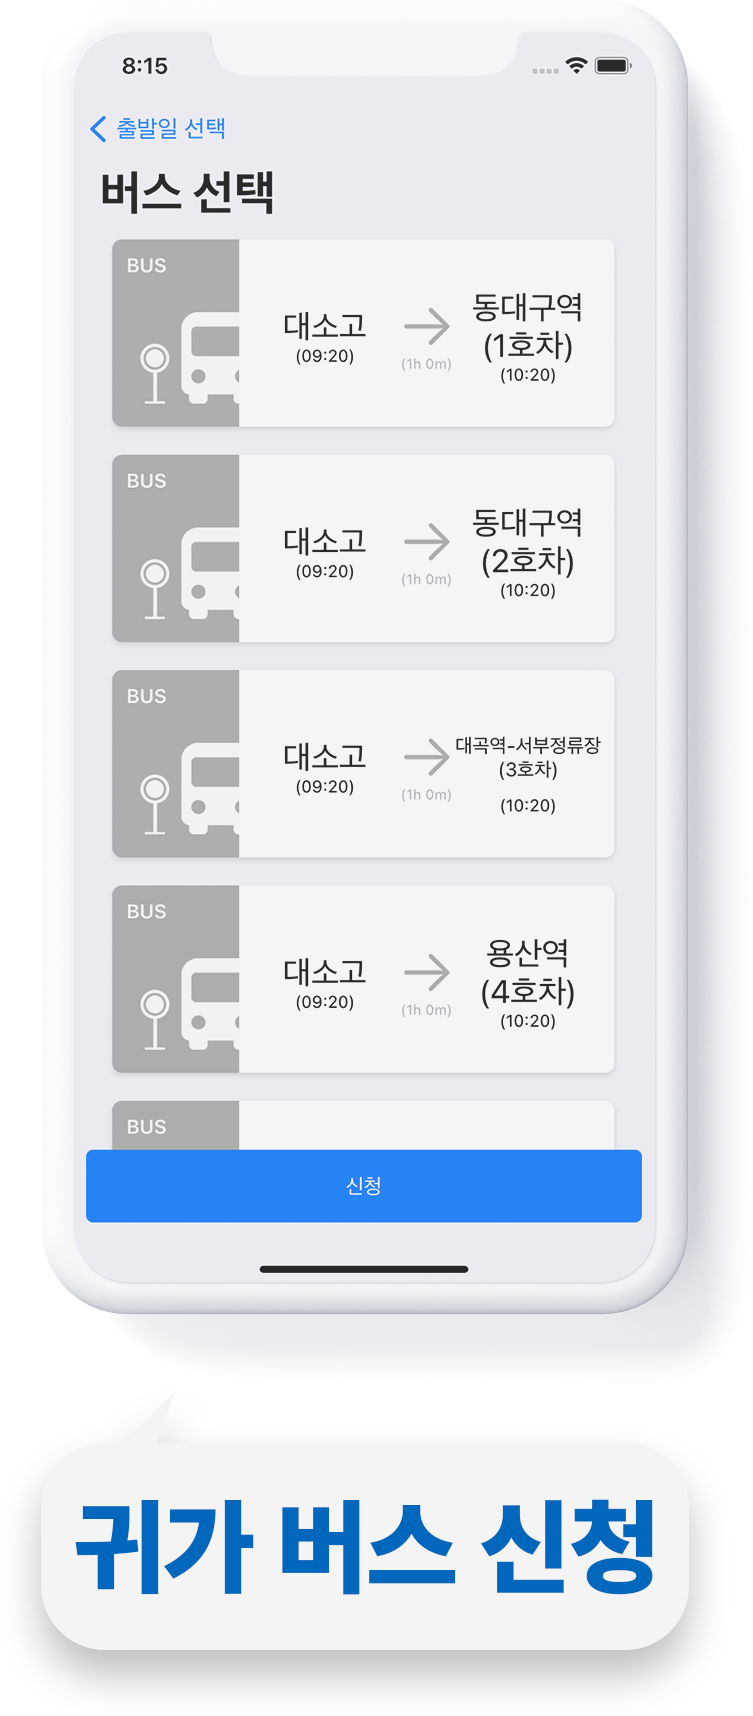 8:15
출발일 선택
버스 선택
BUS
대소고
(09:20)
(1h 0m)
동대구역
(1호차)
(10:20)
BUS
대소고
(09:20)
(1h 0m)
동대구역
(2호차)
(10:20)
BUS
대소고
(09:20)
(1h 0m)
대곡역-서부정류장
(3호차)
(10:20)
BUS
대소고
(09:20)
(1h 0m)
용산역
(4호차)
(10:20)
BUS
신청
귀가 버스 신청